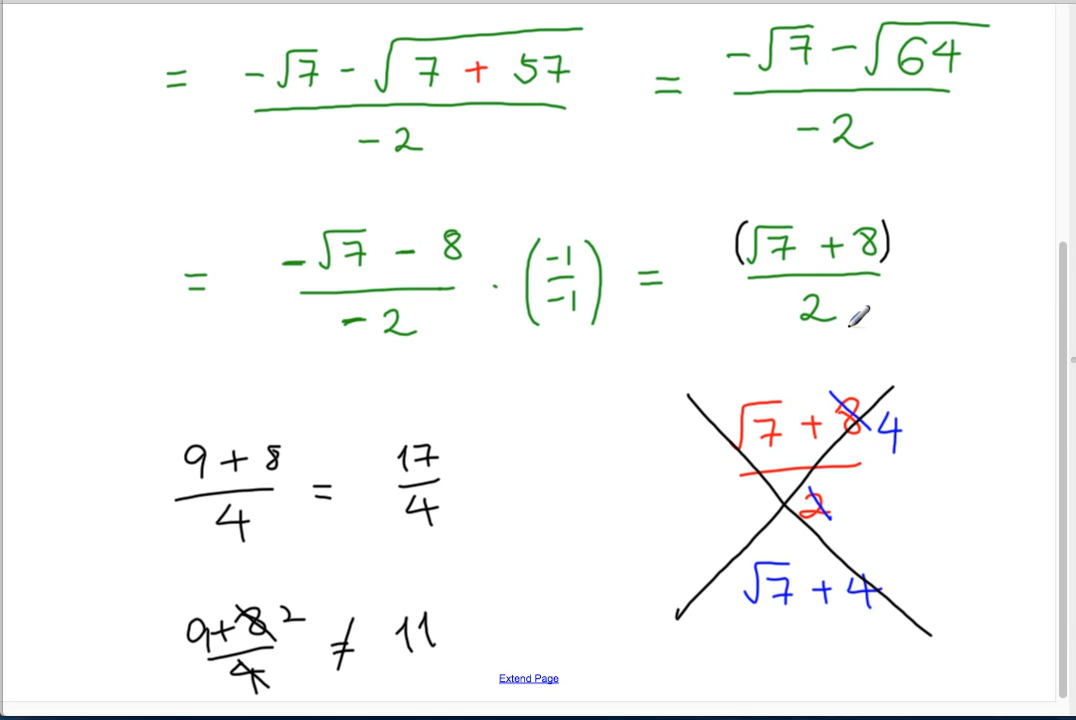 = (-√7 - √(7 + 57))/(-2) = (-√7 - √64)/(-2)
= (-√7 - 8)/(-2) · (-1/-1) = (√7 + 8)/2
(9 + 8)/4 = 17/4
(√7 + 8)/2 4
√7 + 4
(9 + 8)/4 2 ≠ 11
Extend Page